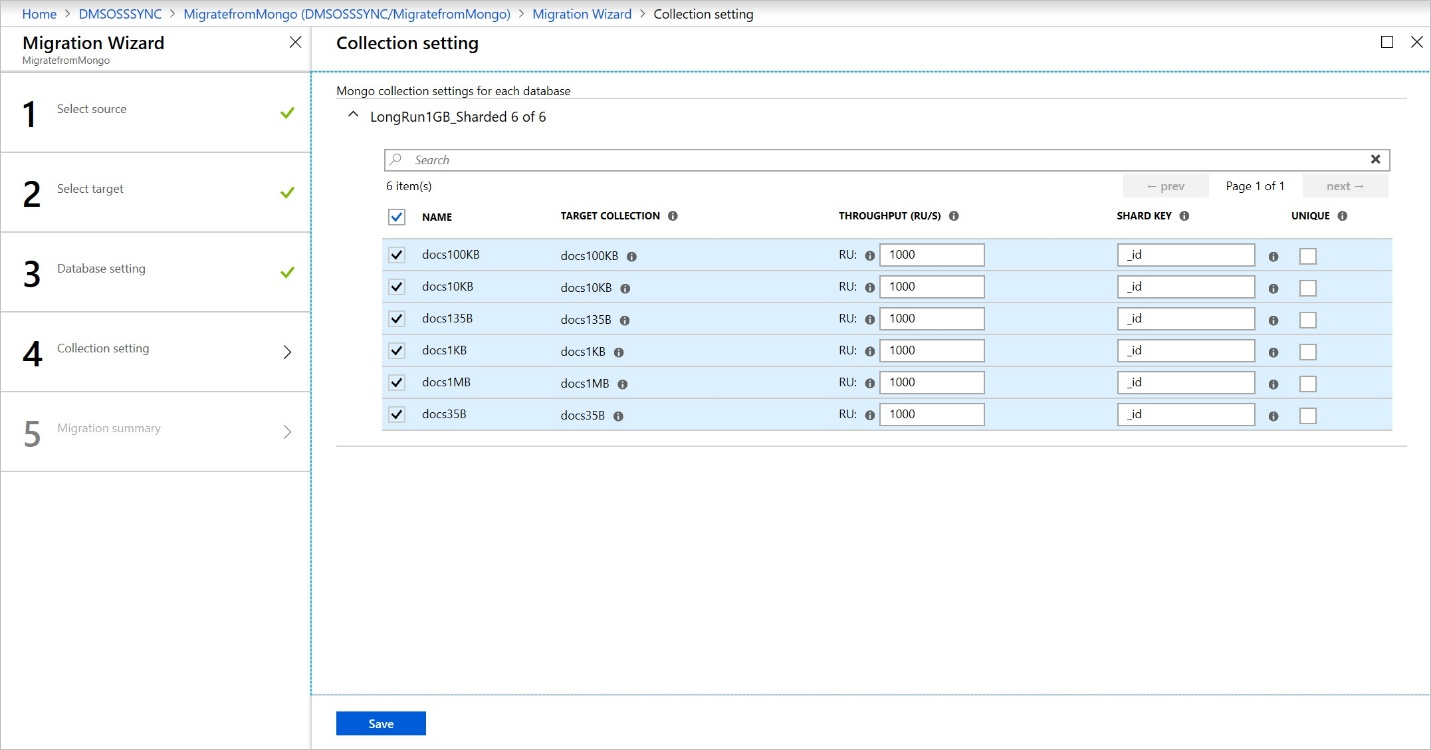 Home > DMSOSSSYNC > MigratefromMongo (DMSOSSSYNC/MigratefromMongo) > Migration Wizard > Collection setting
Migration Wizard
MigratefromMongo
1 Select source
2 Select target
3 Database setting
4 Collection setting
5 Migration summary
Collection setting
Mongo collection settings for each database
LongRun1GB_Sharded 6 of 6
Search
6 item(s)
← prev Page 1 of 1 next →
NAME TARGET COLLECTION THROUGHPUT (RU/S) SHARD KEY UNIQUE
docs100KB docs100KB RU: 1000 _id
docs10KB docs10KB RU: 1000 _id
docs135B docs135B RU: 1000 _id
docs1KB docs1KB RU: 1000 _id
docs1MB docs1MB RU: 1000 _id
docs35B docs35B RU: 1000 _id
Save